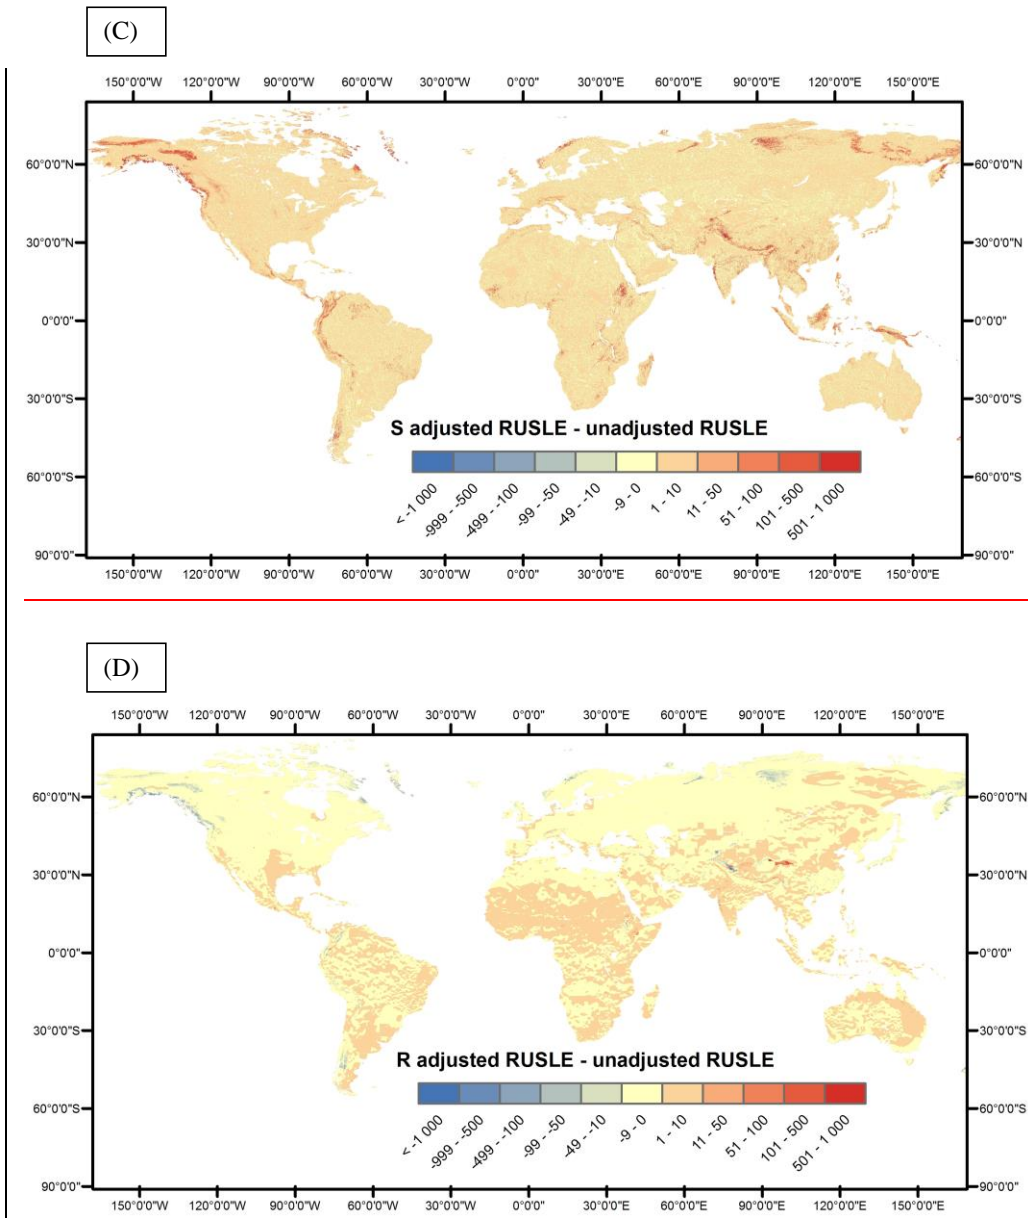 (C)
150°0'0"W 120°0'0"W 90°0'0"W 60°0'0"W 30°0'0"W 0°0'0" 30°0'0"E 60°0'0"E 90°0'0"E 120°0'0"E 150°0'0"E
60°0'0"N 60°0'0"N
30°0'0"N 30°0'0"N
0°0'0" 0°0'0"
30°0'0"S 30°0'0"S
S adjusted RUSLE - unadjusted RUSLE
60°0'0"S 60°0'0"S
< -1 000 -999 - -500 -499 - -100 -99 - -50 -49 - -10 -9 - 0 1 - 10 11 - 50 51 - 100 101 - 500 501 - 1 000
90°0'0" 90°0'0"S
150°0'0"W 120°0'0"W 90°0'0"W 60°0'0"W 30°0'0"W 0°0'0" 30°0'0"E 60°0'0"E 90°0'0"E 120°0'0"E 150°0'0"E
(D)
150°0'0"W 120°0'0"W 90°0'0"W 60°0'0"W 30°0'0"W 0°0'0" 30°0'0"E 60°0'0"E 90°0'0"E 120°0'0"E 150°0'0"E
60°0'0"N 60°0'0"N
30°0'0"N 30°0'0"N
0°0'0" 0°0'0"
30°0'0"S 30°0'0"S
R adjusted RUSLE - unadjusted RUSLE
60°0'0"S 60°0'0"S
< -1 000 -999 - -500 -499 - -100 -99 - -50 -49 - -10 -9 - 0 1 - 10 11 - 50 51 - 100 101 - 500 501 - 1 000
90°0'0" 90°0'0"S
150°0'0"W 120°0'0"W 90°0'0"W 60°0'0"W 30°0'0"W 0°0'0" 30°0'0"E 60°0'0"E 90°0'0"E 120°0'0"E 150°0'0"E